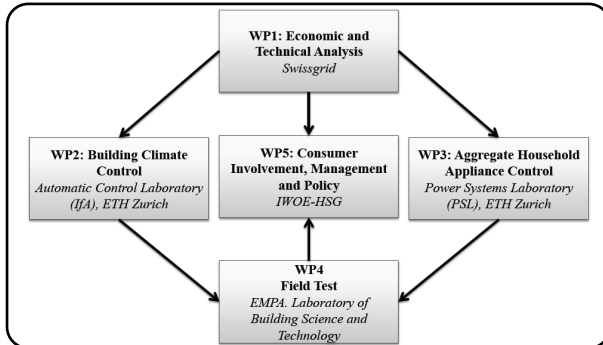 WP1: Economic and
Technical Analysis
Swissgrid
WP2: Building Climate
Control
Automatic Control Laboratory
(IfA), ETH Zurich
WP5: Consumer
Involvement, Management
and Policy
IWOE-HSG
WP3: Aggregate Household
Appliance Control
Power Systems Laboratory
(PSL), ETH Zurich
WP4
Field Test
EMPA. Laboratory of
Building Science and
Technology